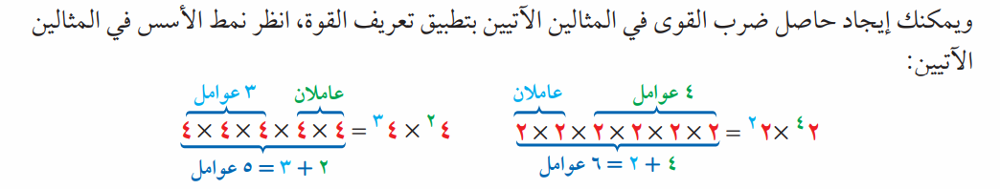 ويمكنك إيجاد حاصل ضرب القوى في المثالين الآتيين بتطبيق تعريف القوة، انظر نمط الأسس في المثالين
الآتيين:
٤ عوامل عاملان
٢^٤ × ٢^٢ = ٢ × ٢ × ٢ × ٢ × ٢ × ٢
٤ + ٢ = ٦ عوامل
عاملان ٣ عوامل
٤^٢ × ٤^٣ = ٤ × ٤ × ٤ × ٤ × ٤
٢ + ٣ = ٥ عوامل